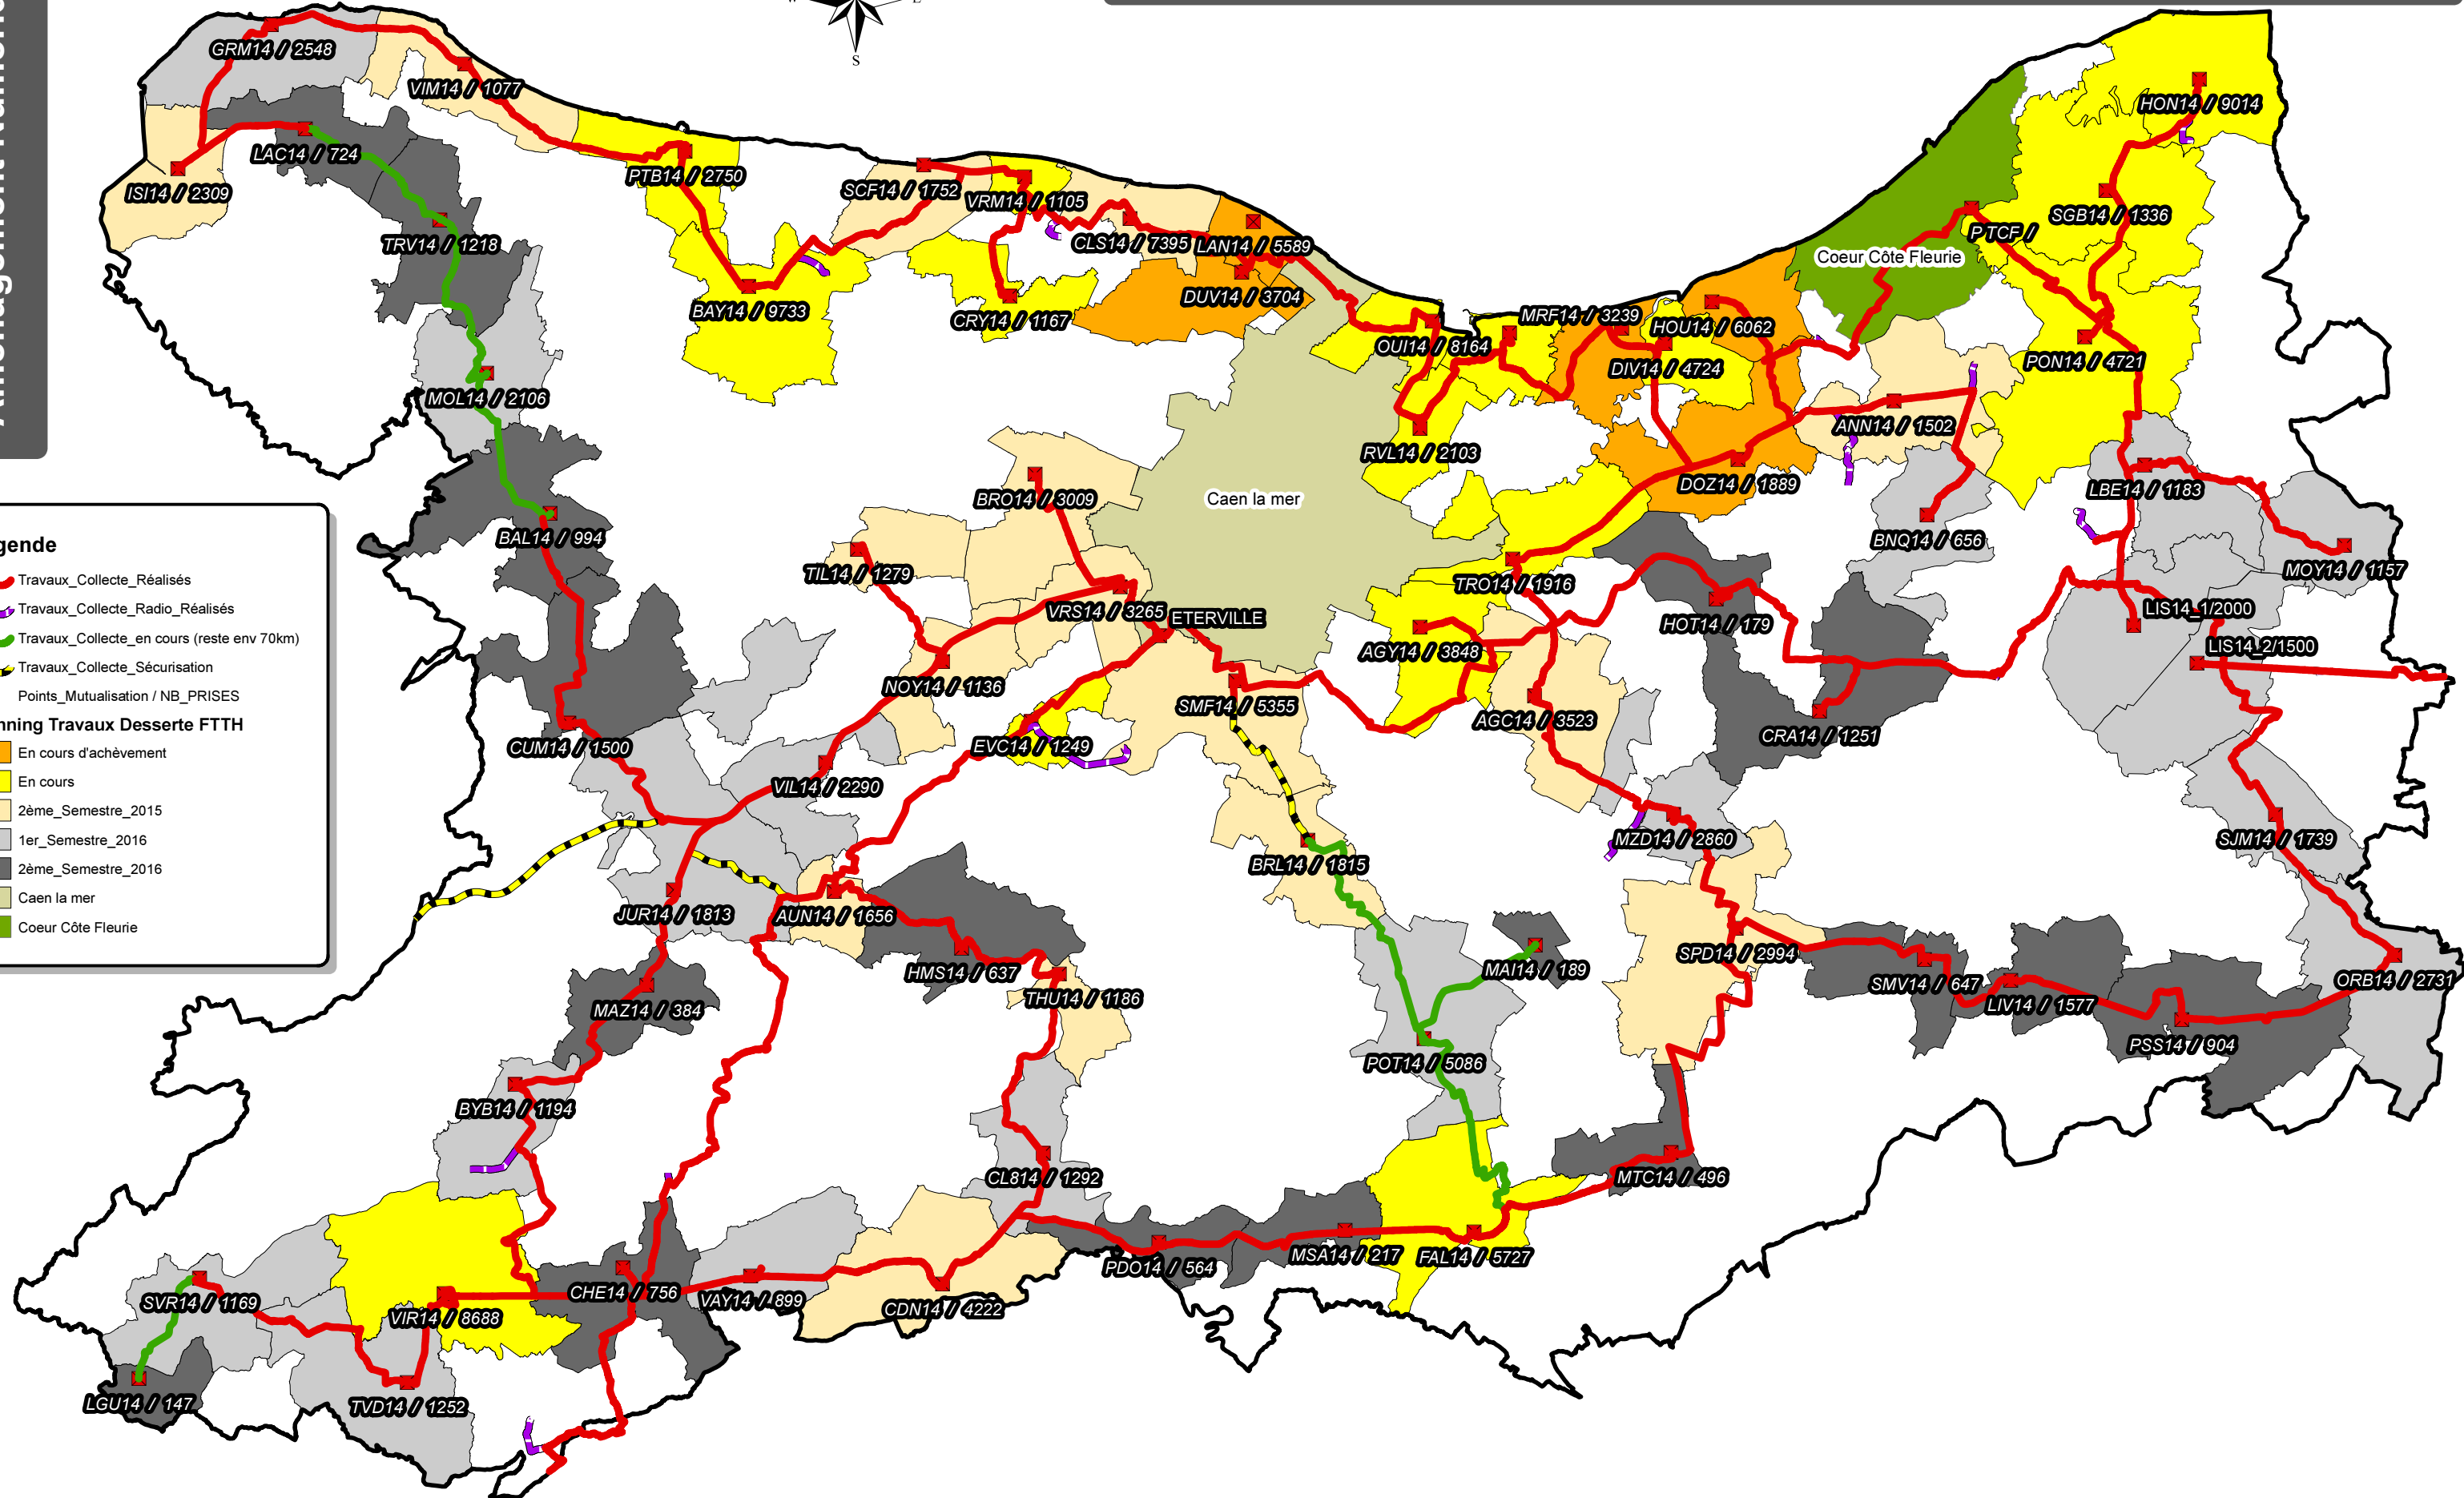 S
GRM14 / 2548
VIM14 / 1077
HON14 / 9014
LAC14 / 724
ISI14 / 2309
PTB14 / 2750
SCF14 / 1752
VRM14 / 1105
SGB14 / 1336
P TCF /
TRV14 / 1218
CLS14 / 7395
LAN14 / 5589
Coeur Côte Fleurie
DUV14 / 3704
BAY14 / 9733
CRY14 / 1167
MRF14 / 3239
HOU14 / 6062
OUI14 / 8164
DIV14 / 4724
PON14 / 4721
MOL14 / 2106
ANN14 / 1502
RVL14 / 2103
DOZ14 / 1889
LBE14 / 1183
BRO14 / 3009
Caen la mer
BAL14 / 994
BNQ14 / 656
TIL14 / 1279
TRO14 / 1916
MOY14 / 1157
VRS14 / 3265
ETERVILLE
HOT14 / 179
LIS14_1/2000
LIS14_2/1500
AGY14 / 3848
NOY14 / 1136
SMF14 / 5355
AGC14 / 3523
CRA14 / 1251
CUM14 / 1500
EVC14 / 1249
VIL14 / 2290
MZD14 / 2860
SJM14 / 1739
BRL14 / 1815
JUR14 / 1813
AUN14 / 1656
SPD14 / 2994
HMS14 / 637
MAI14 / 189
SMV14 / 647
ORB14 / 2731
THU14 / 1186
LIV14 / 1577
MAZ14 / 384
PSS14 / 904
POT14 / 5086
BYB14 / 1194
CL814 / 1292
MTC14 / 496
MSA14 / 217
FAL14 / 5727
PDO14 / 564
CHE14 / 756
VAY14 / 899
CDN14 / 4222
SVR14 / 1169
VIR14 / 8688
LGU14 / 147
TVD14 / 1252
gende
Travaux_Collecte_Réalisés
Travaux_Collecte_Radio_Réalisés
Travaux_Collecte_en cours (reste env 70km)
Travaux_Collecte_Sécurisation
Points_Mutualisation / NB_PRISES
nning Travaux Desserte FTTH
En cours d'achèvement
En cours
2ème_Semestre_2015
1er_Semestre_2016
2ème_Semestre_2016
Caen la mer
Coeur Côte Fleurie